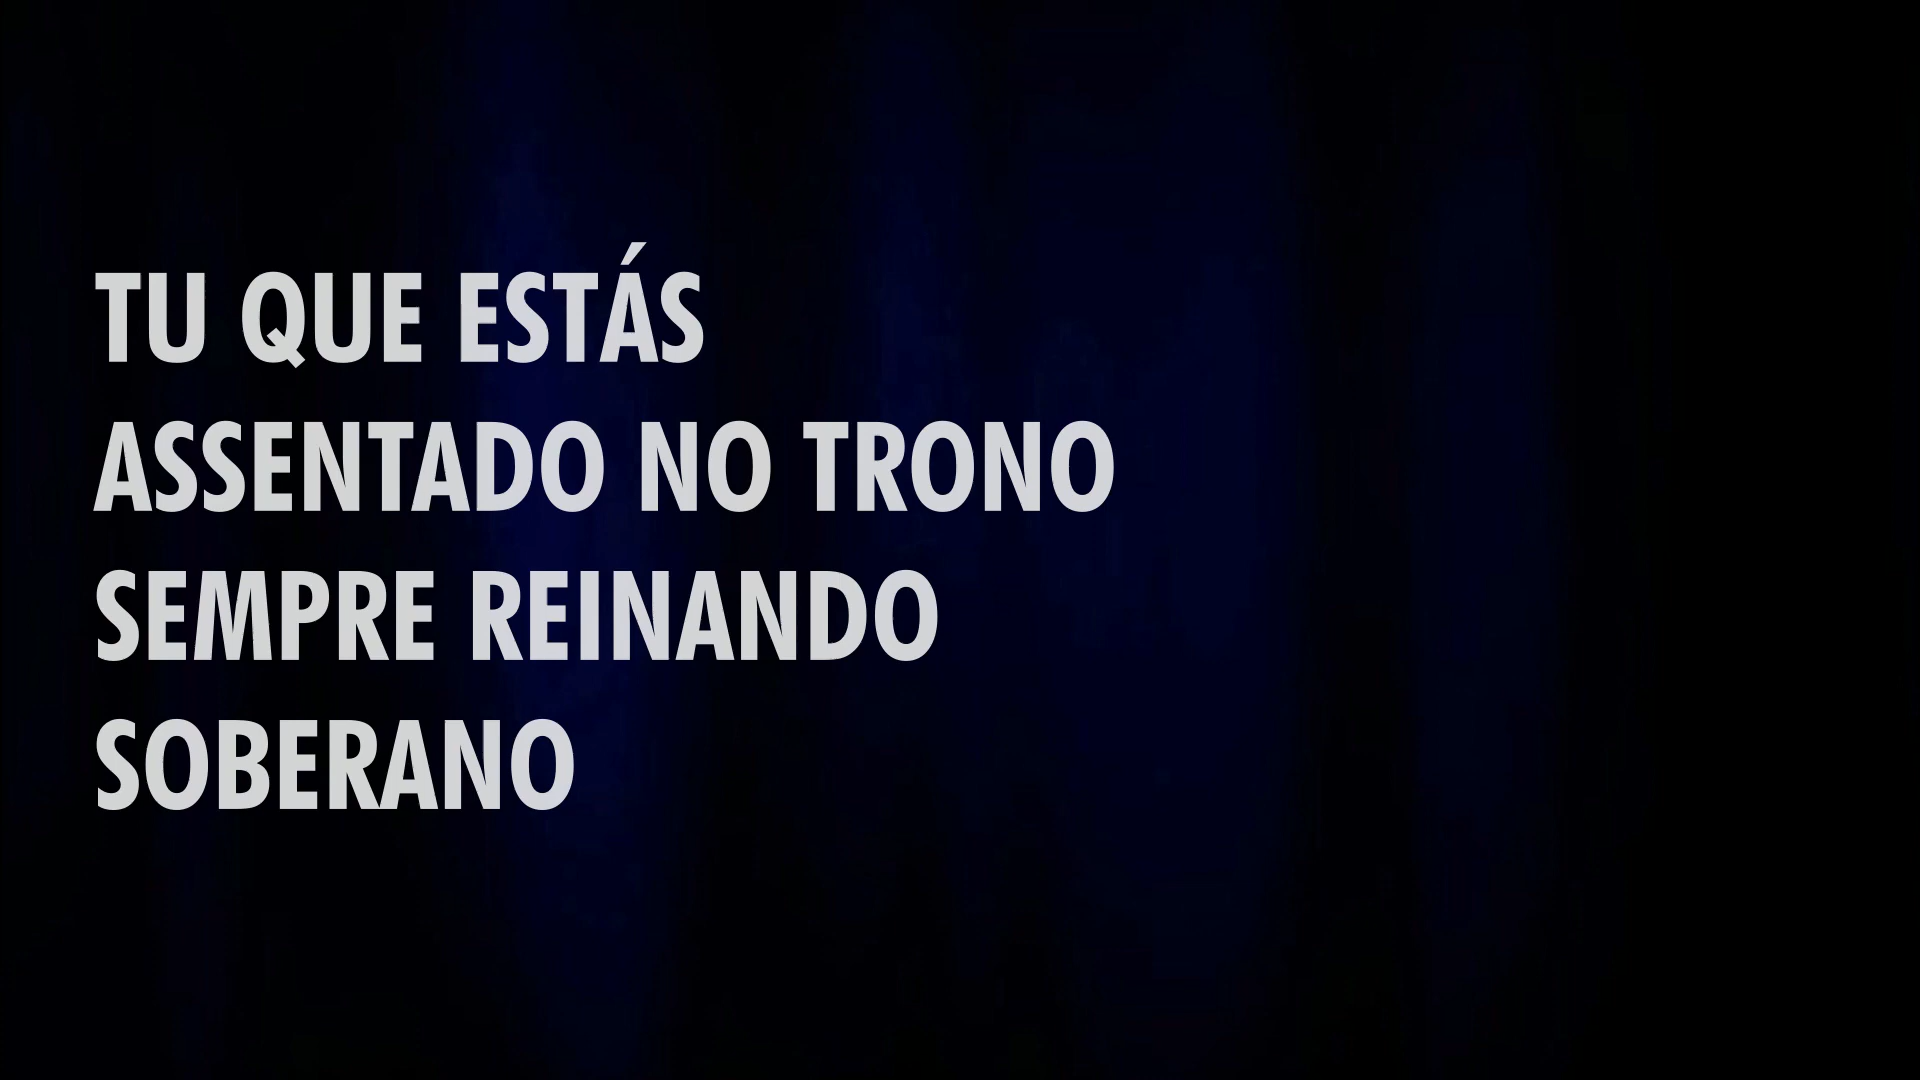 TU QUE ESTÁS
ASSENTADO NO TRONO
SEMPRE REINANDO
SOBERANO